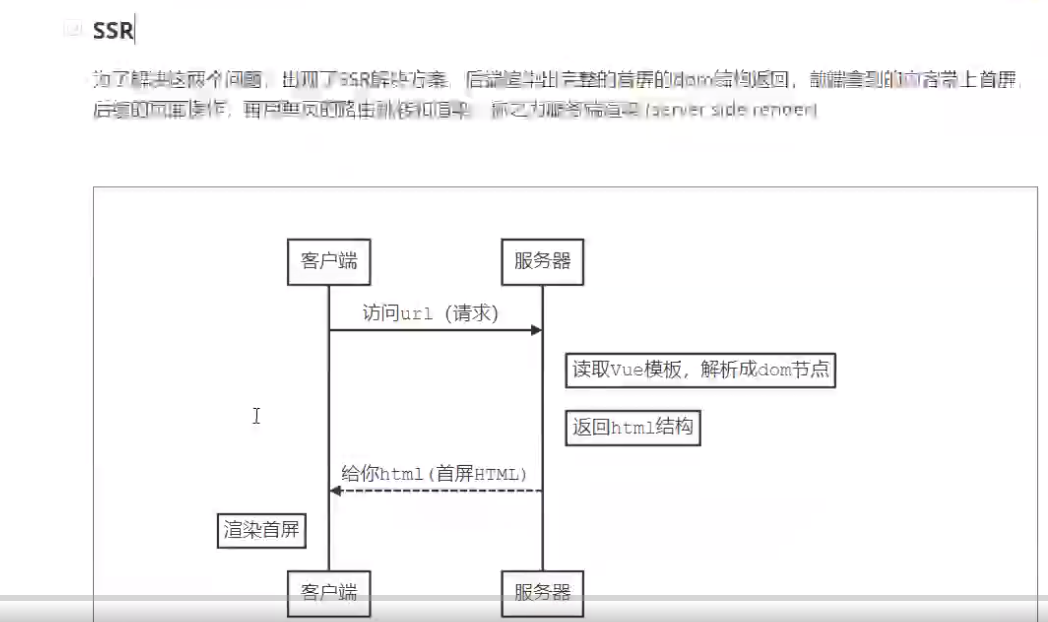 SSR
为了解决这两个问题，出现了SSR解决方案，后端渲染出完整的首屏的dom结构返回，前端拿到的内容带上首屏，
后续的页面操作，再用单页的路由跳转和渲染，称之为服务端渲染 (server side render)
客户端 服务器
访问url (请求)
读取Vue模板，解析成dom节点
返回html结构
给你html(首屏HTML)
渲染首屏
客户端 服务器